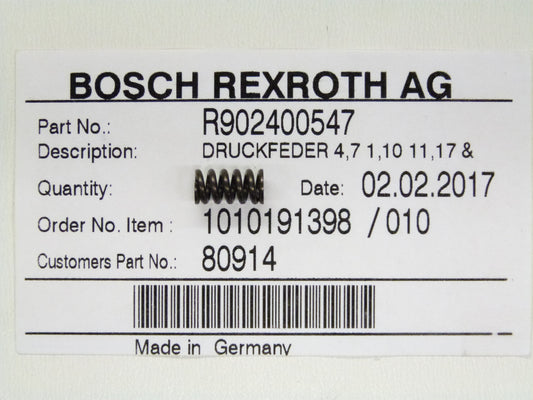 BOSCH REXROTH AG
Part No.: R902400547
Description: DRUCKFEDER 4,7 1,10 11,17 &
Quantity: Date: 02.02.2017
Order No. Item : 1010191398 /010
Customers Part No.: 80914
Made in Germany